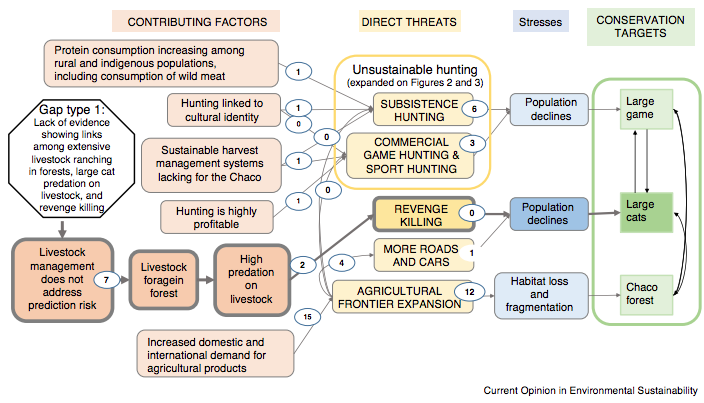 CONTRIBUTING FACTORS
DIRECT THREATS
Stresses
CONSERVATION
TARGETS
Protein consumption increasing among
rural and indigenous populations,
including consumption of wild meat
1
Unsustainable hunting
(expanded on Figures 2 and 3)
Gap type 1:
Lack of evidence
showing links
among extensive
livestock ranching
in forests, large cat
predation on
livestock, and
revenge killing
Hunting linked to
cultural identity
1
0
SUBSISTENCE
HUNTING
6
Population
declines
Large
game
Sustainable harvest
management systems
lacking for the Chaco
1
0
COMMERCIAL
GAME HUNTING &
SPORT HUNTING
3
0
Hunting is highly
profitable
1
REVENGE
KILLING
0
Population
declines
Large
cats
Livestock
management
does not
address
prediction risk
7
Livestock
foragein
forest
High
predation
on
livestock
2
4
MORE ROADS
AND CARS
1
AGRICULTURAL
FRONTIER EXPANSION
12
Habitat loss
and
fragmentation
Chaco
forest
15
Increased domestic and
international demand for
agricultural products
Current Opinion in Environmental Sustainability